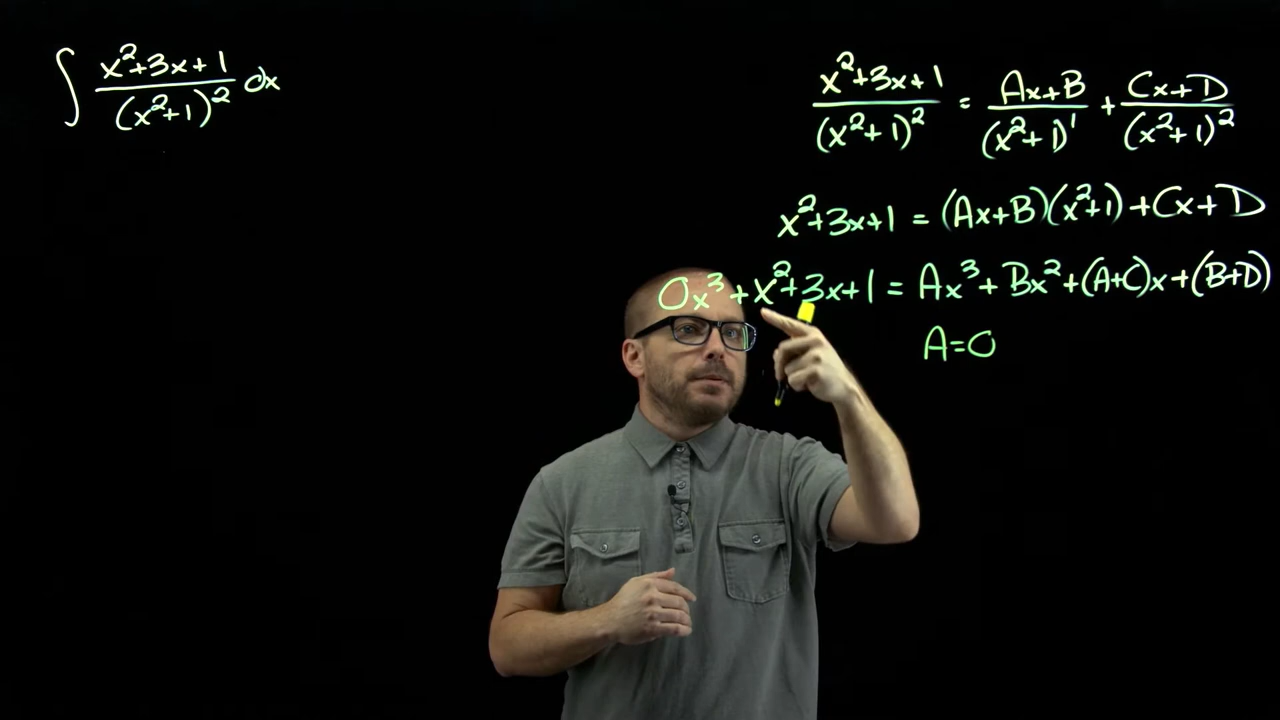 ∫ (x²+3x+1)/(x²+1)² dx
(x²+3x+1)/(x²+1)² = (Ax+B)/(x²+1)¹ + (Cx+D)/(x²+1)²
x²+3x+1 = (Ax+B)(x²+1)+Cx+D
0x³+x²+3x+1 = Ax³+Bx²+(A+C)x+(B+D)
A=0